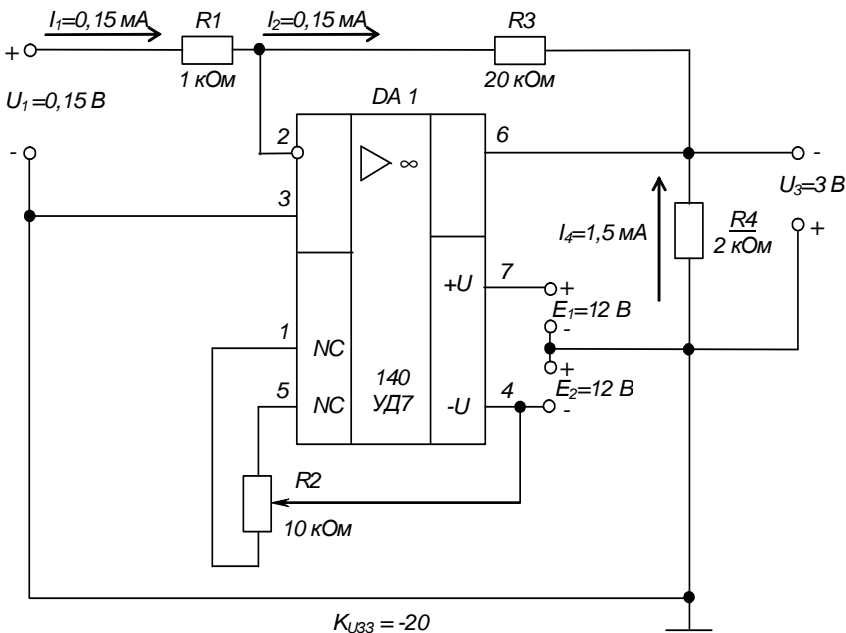 I1=0,15 мА
R1
1 кОм
I2=0,15 мА
R3
20 кОм
+
U1=0,15 В
-
DA 1
2
3
∞
6
-
U3=3 В
+
I4=1,5 мА
R4
2 кОм
7
+U
+
E1=12 В
-
+
E2=12 В
-
4
-U
1
NC
5
NC
140
УД7
R2
10 кОм
KU33 = -20